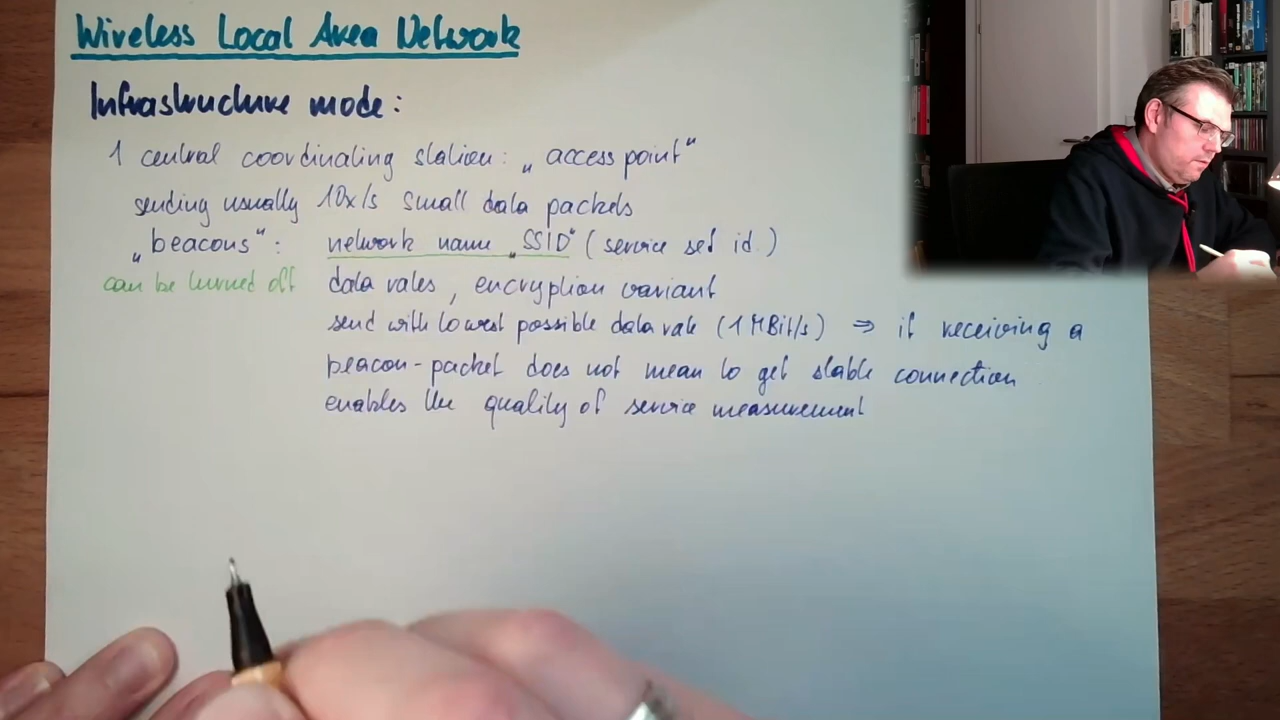 Wireless Local Area Network
Infrastructure mode:
1 central coordinating station: „access point“
sending usually 10x/s small data packets
„beacons“: network name „SSID“ (service set id.)
can be turned off data rates, encryption variant
send with lowest possible data rate (1 MBit/s) ⇒ if receiving a
beacon-packet does not mean to get stable connection
enables the quality of service measurement